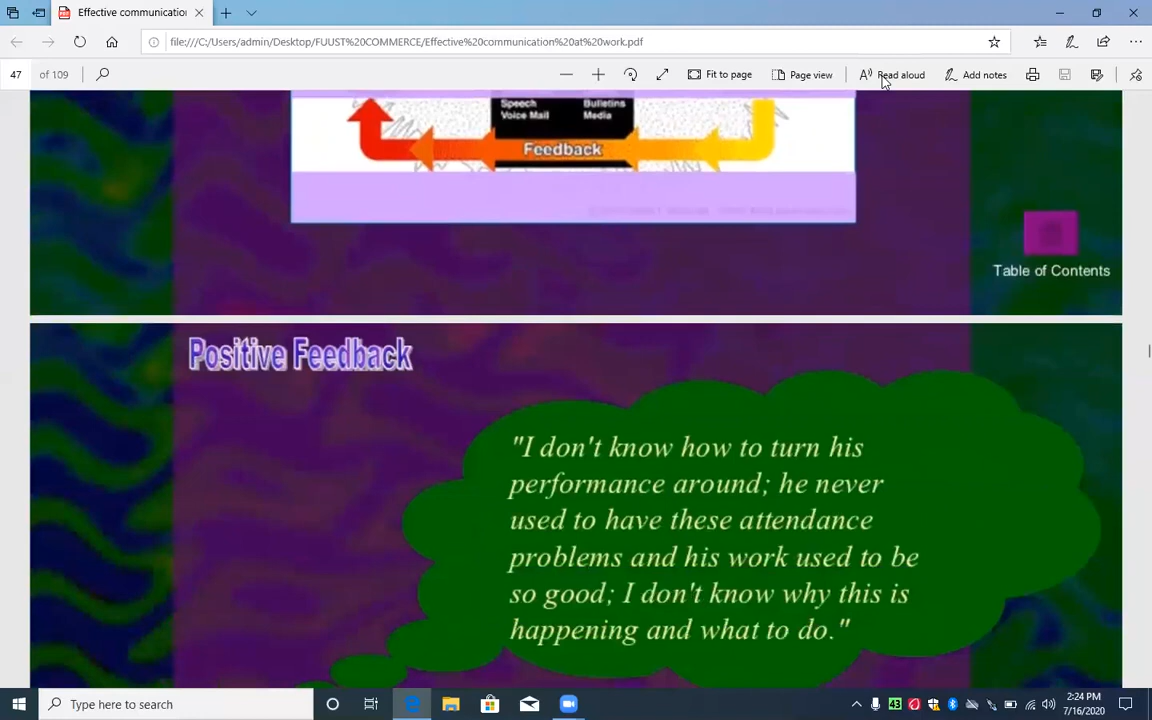 Effective communication
file:///C:/Users/admin/Desktop/FUUST%20COMMERCE/Effective%20communication%20at%20work.pdf
47 of 109
Fit to page
Page view
Read aloud
Add notes
Speech Bulletins
Voice Mail Media
Feedback
Table of Contents
Positive Feedback
"I don't know how to turn his
performance around; he never
used to have these attendance
problems and his work used to be
so good; I don't know why this is
happening and what to do."
Type here to search
43
2:24 PM
7/16/2020